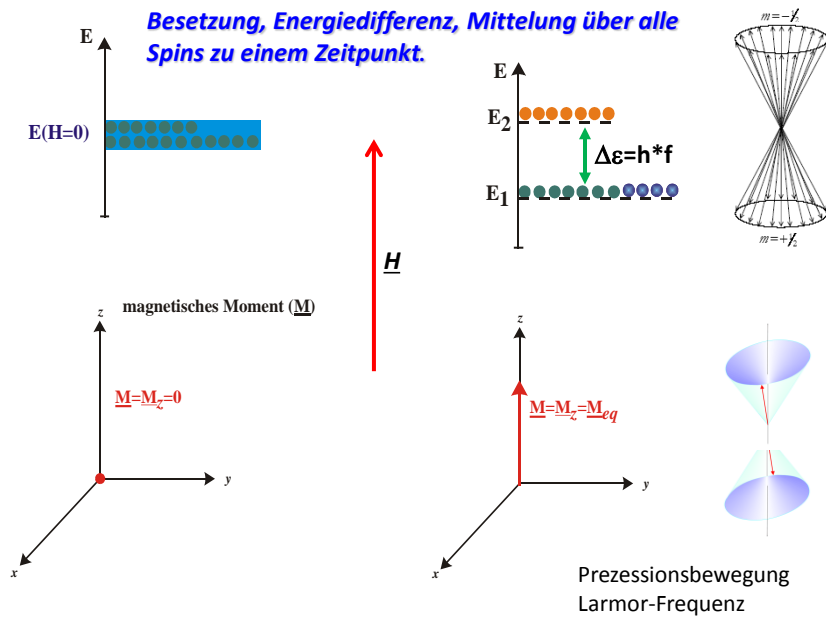 Besetzung, Energiedifferenz, Mittelung über alle
Spins zu einem Zeitpunkt.
E
E(H=0)
H
E
E2
Δε=h*f
E1
m=-½
m=+½
magnetisches Moment (M)
z
M=Mz=0
y
x
z
M=Mz=Meq
y
x
Prezessionsbewegung
Larmor-Frequenz